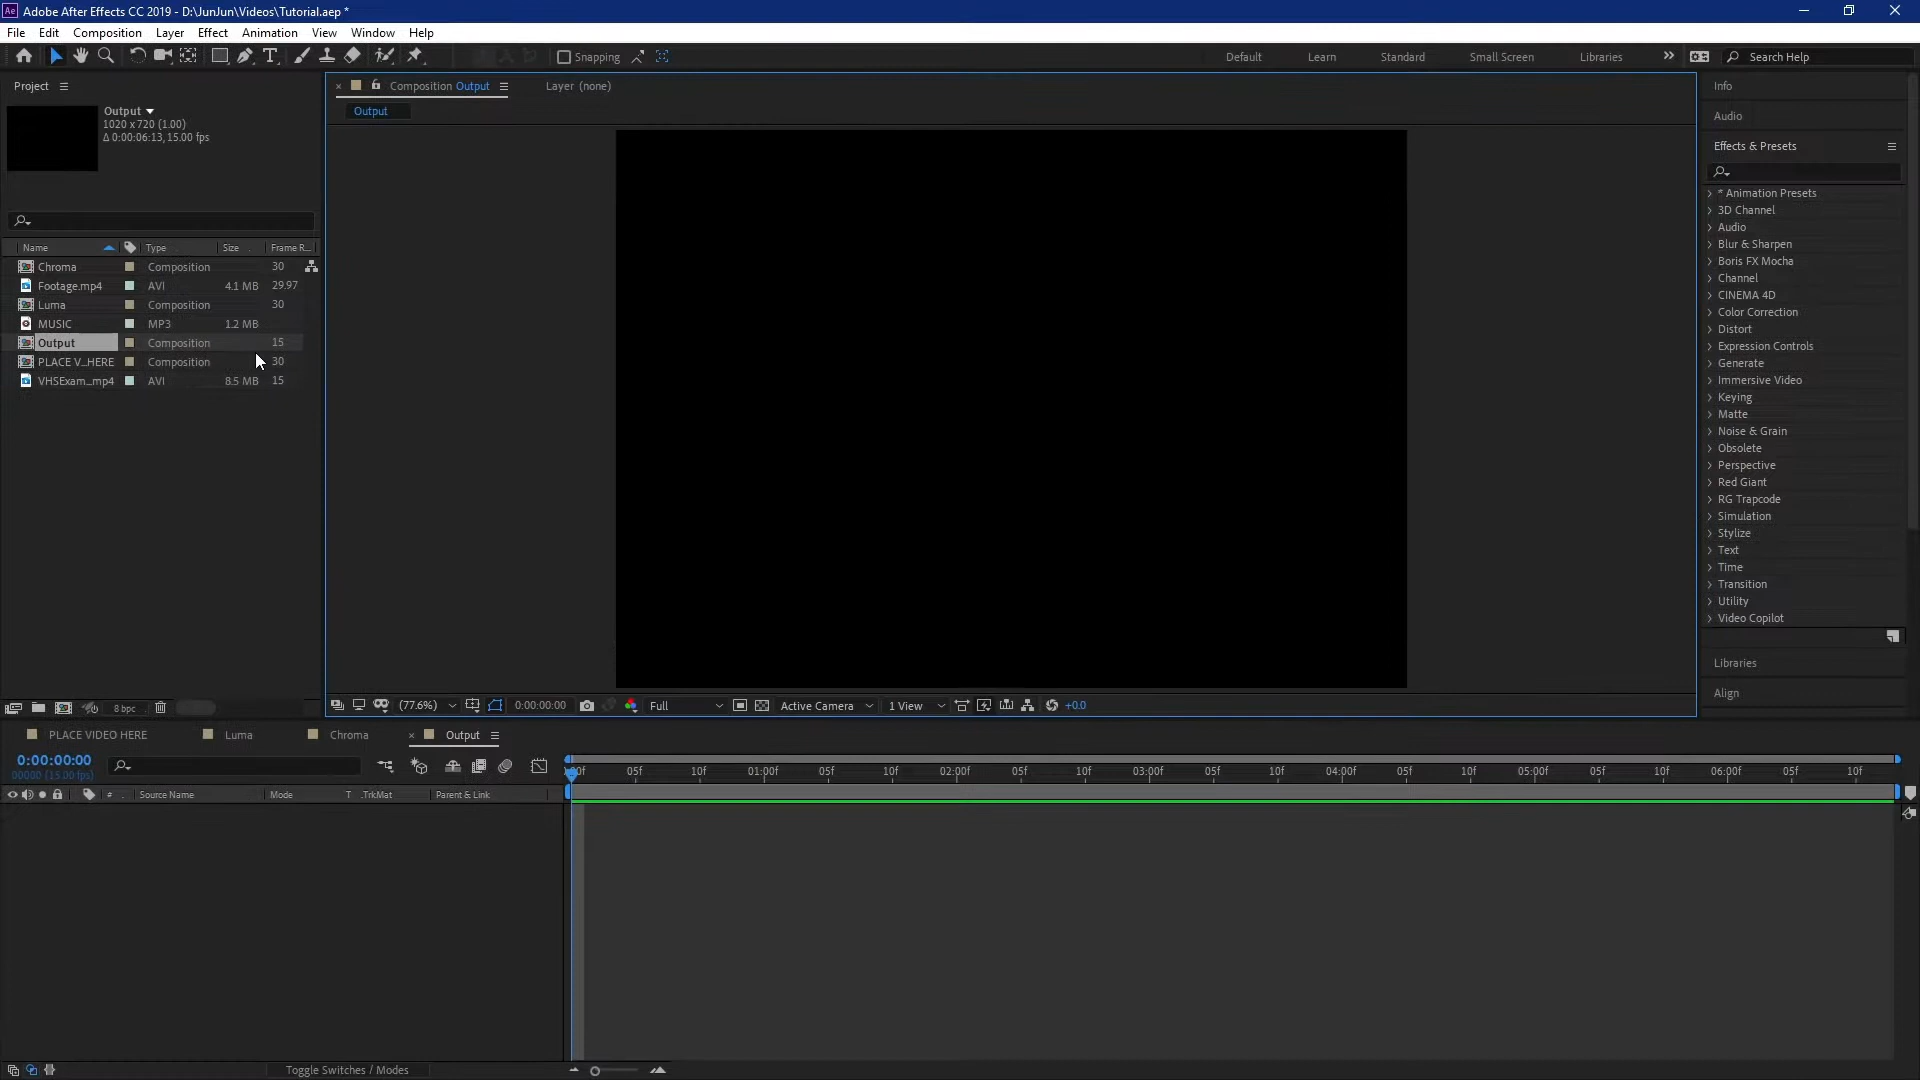 Ae Adobe After Effects CC 2019 - D:\JunJun\Videos\Tutorial.aep *
File Edit Composition Layer Effect Animation View Window Help
Snapping Default Learn Standard Small Screen Libraries » Search Help
Project
Output
1020 x 720 (1.00)
Δ 0:00:06:13, 15.00 fps
Name Type Size Frame R...
Chroma Composition 30
Footage.mp4 AVI 4.1 MB 29.97
Luma Composition 30
MUSIC MP3 1.2 MB
Output Composition 15
PLACE V...HERE Composition 30
VHSExam...mp4 AVI 8.5 MB 15
8 bpc
× Composition Output Layer (none)
Output
(77.6%) 0:00:00:00 Full Active Camera 1 View +0.0
Info
Audio
Effects & Presets
* Animation Presets
3D Channel
Audio
Blur & Sharpen
Boris FX Mocha
Channel
CINEMA 4D
Color Correction
Distort
Expression Controls
Generate
Immersive Video
Keying
Matte
Noise & Grain
Obsolete
Perspective
Red Giant
RG Trapcode
Simulation
Stylize
Text
Time
Transition
Utility
Video Copilot
Libraries
Align
PLACE VIDEO HERE Luma Chroma × Output
0:00:00:00
00000 (15.00 fps)
05f 10f 01:00f 05f 10f 02:00f 05f 10f 03:00f 05f 10f 04:00f 05f 10f 05:00f 05f 10f 06:00f 05f 10f
# Source Name Mode T .TrkMat Parent & Link
Toggle Switches / Modes